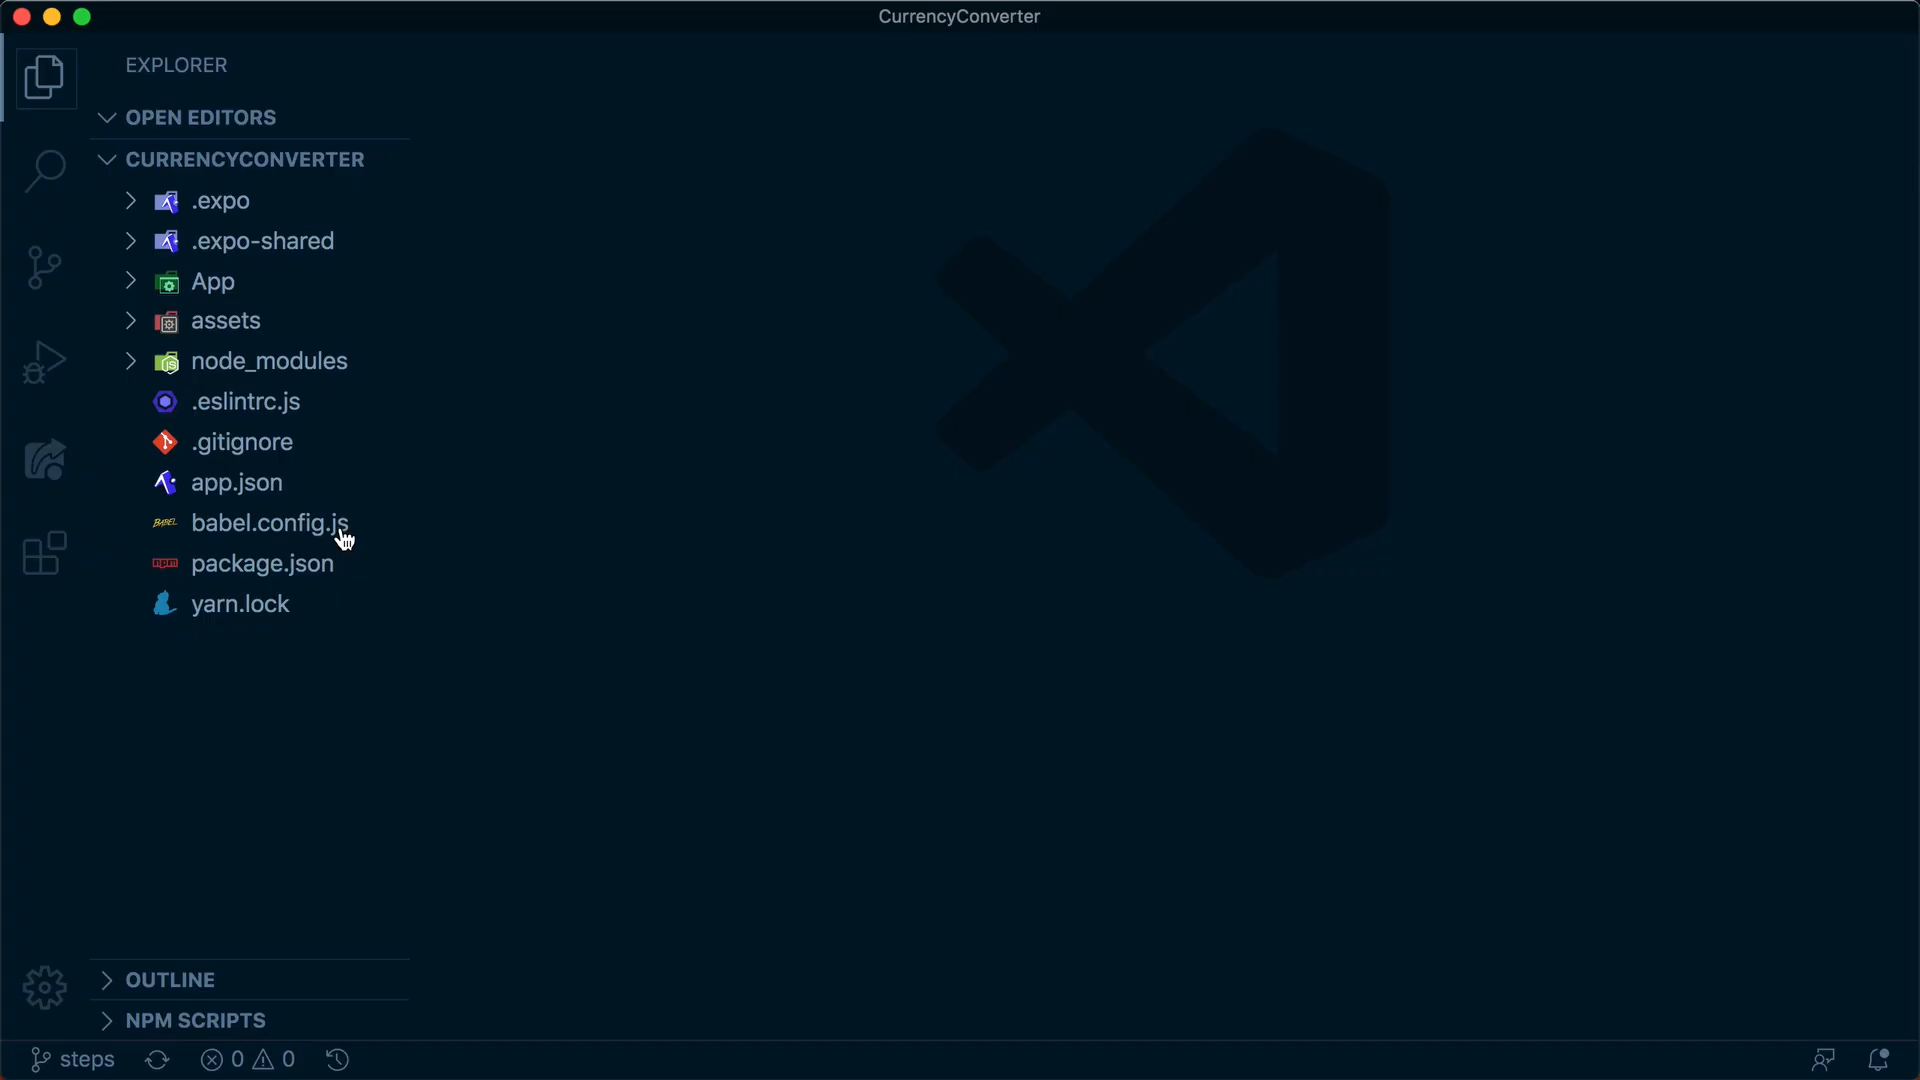 CurrencyConverter
EXPLORER
OPEN EDITORS
CURRENCYCONVERTER
.expo
.expo-shared
App
assets
node_modules
.eslintrc.js
.gitignore
app.json
babel.config.js
package.json
yarn.lock
OUTLINE
NPM SCRIPTS
steps 0 0